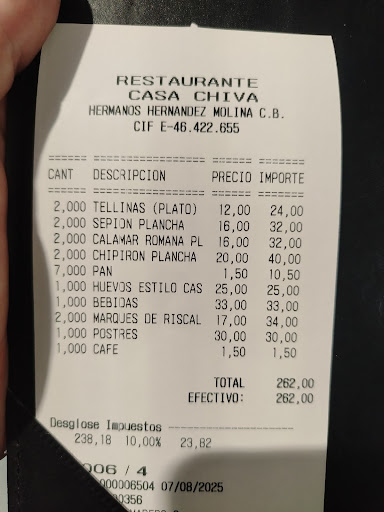 RESTAURANTE
CASA CHIVA
HERMANOS HERNANDEZ MOLINA C.B.
CIF E-46.422.655
CANT DESCRIPCION PRECIO IMPORTE
2,000 TELLINAS (PLATO) 12,00 24,00
2,000 SEPION PLANCHA 16,00 32,00
2,000 CALAMAR ROMANA PL 16,00 32,00
2,000 CHIPIRON PLANCHA 20,00 40,00
7,000 PAN 1,50 10,50
1,000 HUEVOS ESTILO CAS 25,00 25,00
1,000 BEBIDAS 33,00 33,00
2,000 MARQUES DE RISCAL 17,00 34,00
1,000 POSTRES 30,00 30,00
1,000 CAFE 1,50 1,50
TOTAL 262,00
EFECTIVO: 262,00
Desglose Impuestos
238,18 10,00% 23,82
006 / 4
000006504 07/08/2025
00356